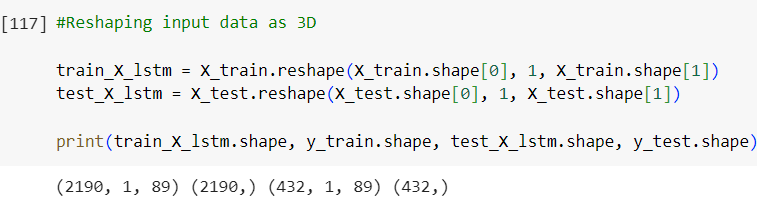 [117] #Reshaping input data as 3D
train_X_lstm = X_train.reshape(X_train.shape[0], 1, X_train.shape[1])
test_X_lstm = X_test.reshape(X_test.shape[0], 1, X_test.shape[1])
print(train_X_lstm.shape, y_train.shape, test_X_lstm.shape, y_test.shape)
(2190, 1, 89) (2190,) (432, 1, 89) (432,)